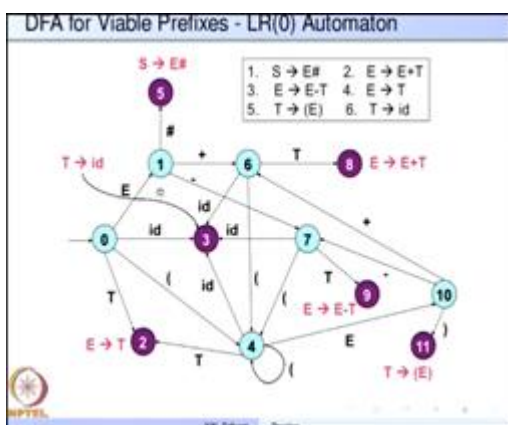 DFA for Viable Prefixes - LR(0) Automaton
S → E#
1. S → E# 2. E → E+T
3. E → E-T 4. E → T
5. T → (E) 6. T → id
5
#
T → id
1
+
6
T
8
E → E+T
E
-
id
+
0
id
3
id
7
T
(
id
(
(
T
9
-
10
E → E-T
E → T
2
T
4
(
E
)
11
T → (E)
NPTEL